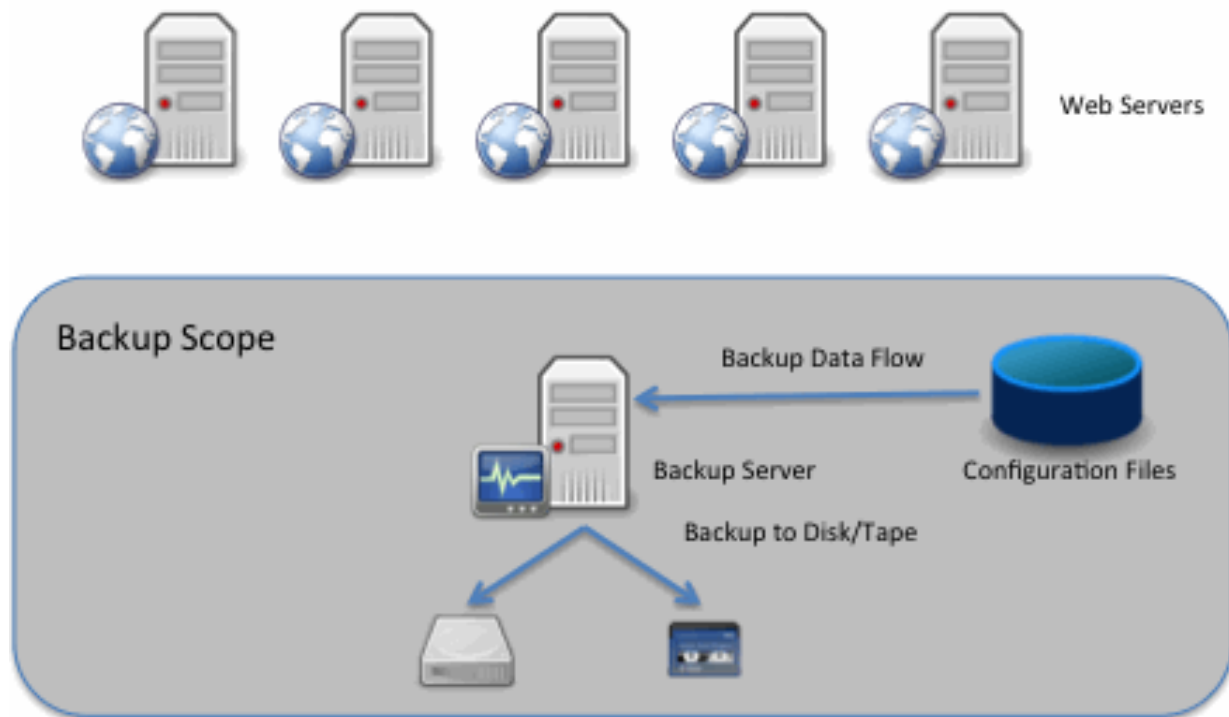 Web Servers
Backup Scope
Backup Data Flow
Backup Server
Configuration Files
Backup to Disk/Tape